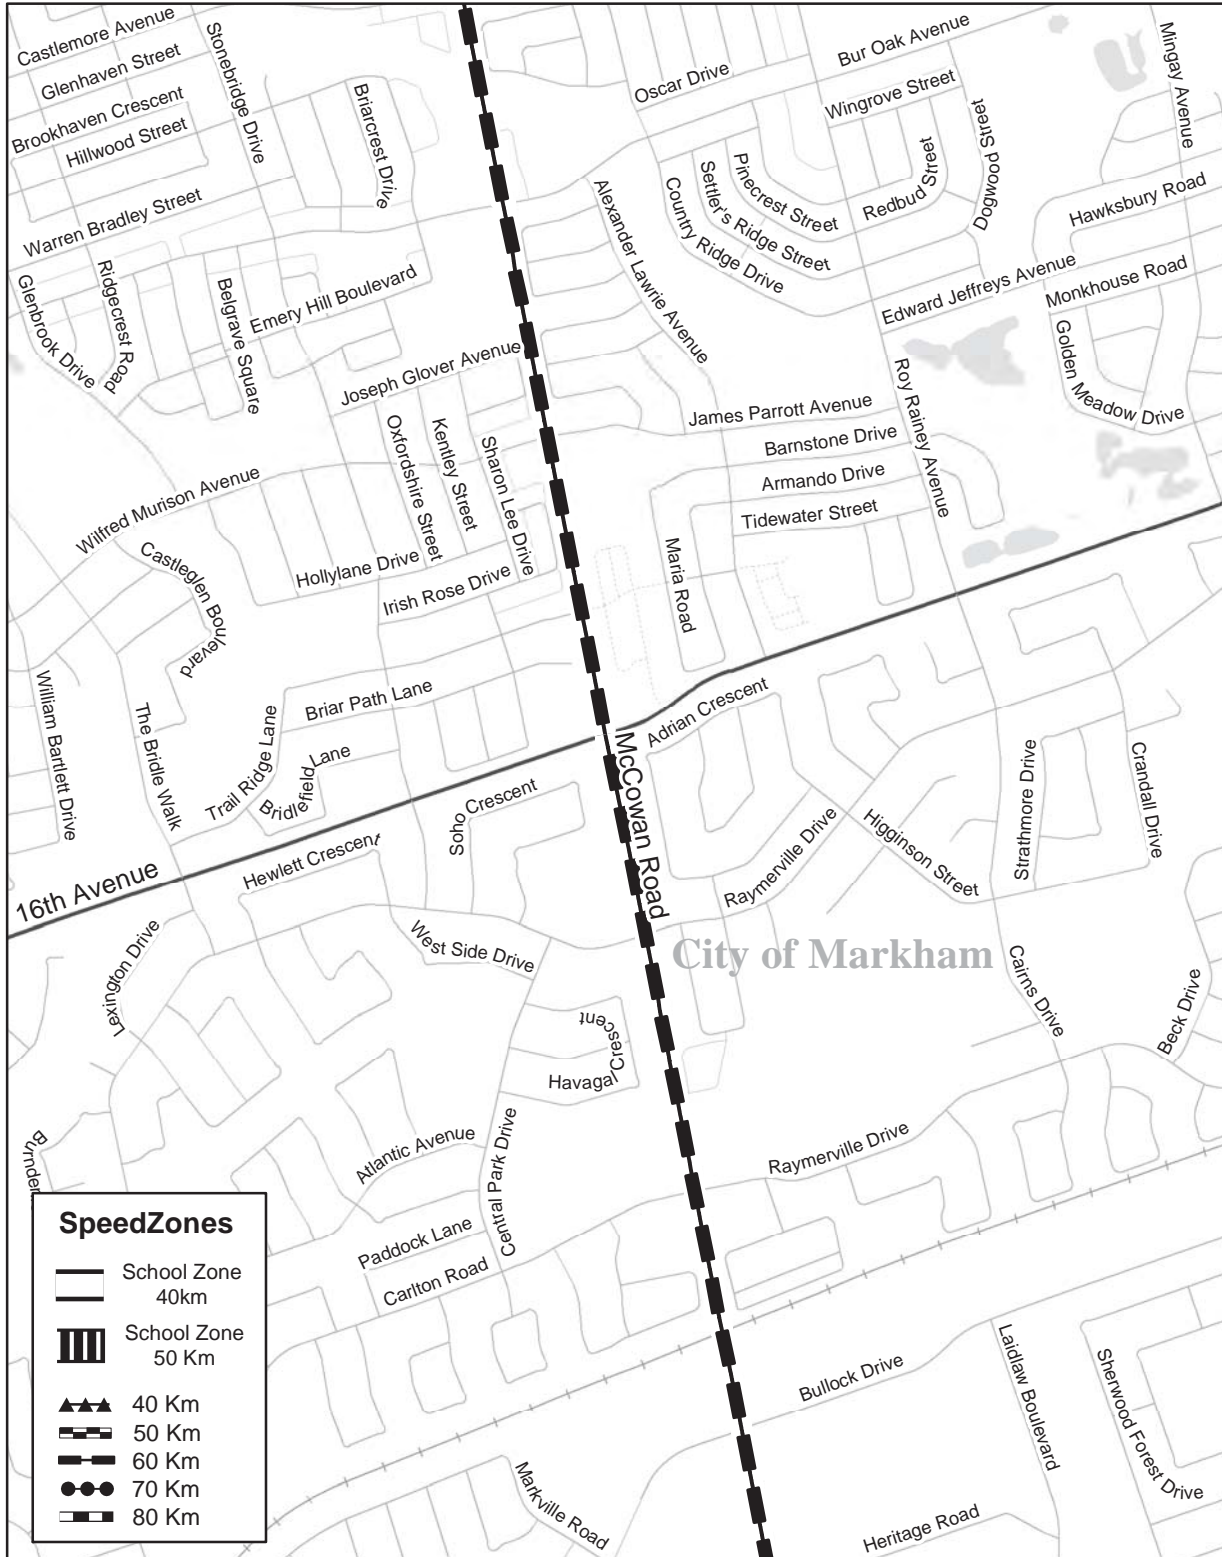 Castlemore Avenue
Glenhaven Street
Brookhaven Crescent
Hillwood Street
Stonebridge Drive
Briarcrest Drive
Warren Bradley Street
Glenbrook Drive
Ridgecrest Road
Belgrave Square
Emery Hill Boulevard
Joseph Glover Avenue
Oxfordshire Street
Kentley Street
Sharon Lee Drive
Wilfred Murison Avenue
Castleglen Boulevard
Hollylane Drive
Irish Rose Drive
Oscar Drive
Bur Oak Avenue
Wingrove Street
Mingay Avenue
Dogwood Street
Redbud Street
Pinecrest Street
Settler's Ridge Street
Country Ridge Drive
Alexander Lawrie Avenue
Hawksbury Road
Edward Jeffreys Avenue
Monkhouse Road
Golden Meadow Drive
Roy Rainey Avenue
James Parrott Avenue
Barnstone Drive
Armando Drive
Tidewater Street
Maria Road
William Bartlett Drive
The Bridle Walk
Trail Ridge Lane
Briar Path Lane
Bridlefield Lane
16th Avenue
Hewlett Crescent
Soho Crescent
McCowan Road
Adrian Crescent
Raymerville Drive
Higginson Street
Strathmore Drive
Crandall Drive
Lexington Drive
West Side Drive
City of Markham
Cairns Drive
Beck Drive
Havagal Crescent
Central Park Drive
Atlantic Avenue
Raymerville Drive
Paddock Lane
Carlton Road
Bullock Drive
Laidlaw Boulevard
Sherwood Forest Drive
Markville Road
Heritage Road
SpeedZones
School Zone
40km
School Zone
50 Km
40 Km
50 Km
60 Km
70 Km
80 Km